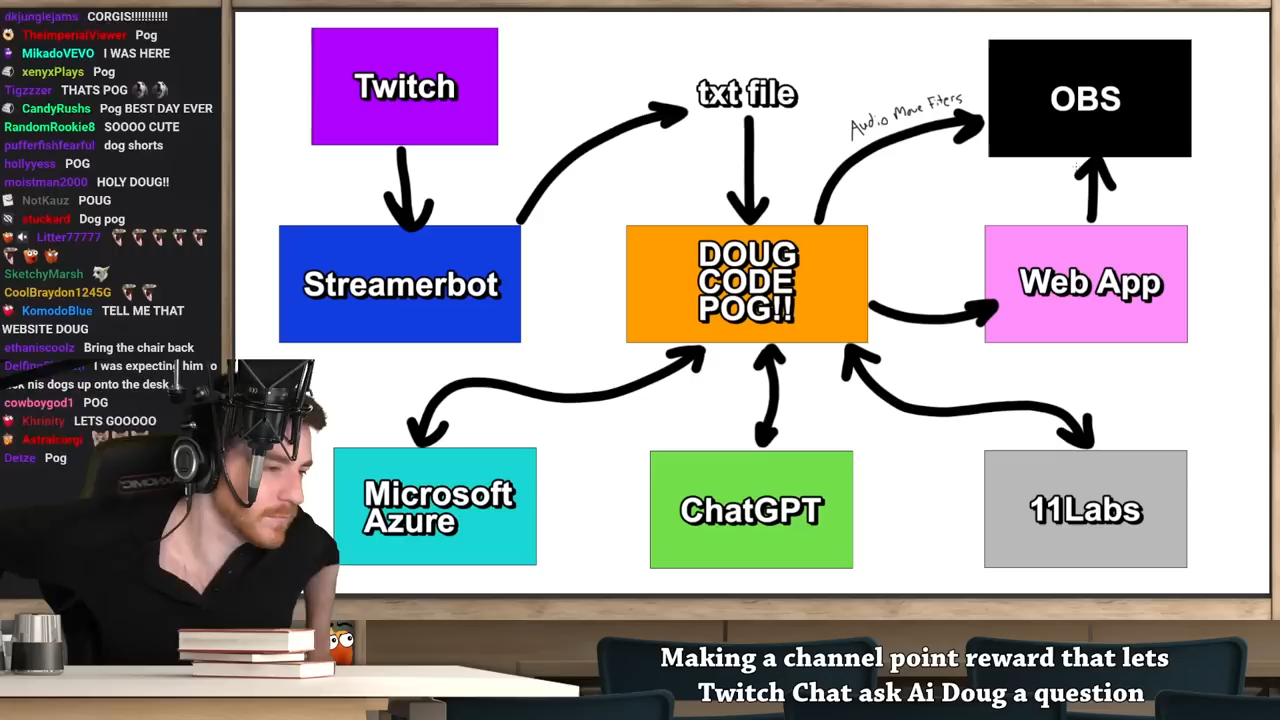 dkjunglejams CORGIS!!!!!!!!!!!
TheImperialViewer Pog
MikadoVEVO I WAS HERE
xenyxPlays Pog
Tigzzzer THATS POG
CandyRushs Pog BEST DAY EVER
RandomRookie8 SOOOO CUTE
pufferfishfearful dog shorts
hollyyess POG
moistman2000 HOLY DOUG!!
NotKauz POUG
stuckard Dog pog
Litter77777
SketchyMarsh
CoolBraydon1245G
KomodoBlue TELL ME THAT
WEBSITE DOUG
ethaniscoolz Bring the chair back
I was expecting him
his dogs up onto the desk
cowboygod1 POG
Khrinity LETS GOOOOO
Astralcorgi
Detze Pog
Twitch
txt file
Audio Move Filters
OBS
Streamerbot
DOUG
CODE
POG!!
Web App
Microsoft
Azure
ChatGPT
11Labs
Making a channel point reward that lets
Twitch Chat ask Ai Doug a question